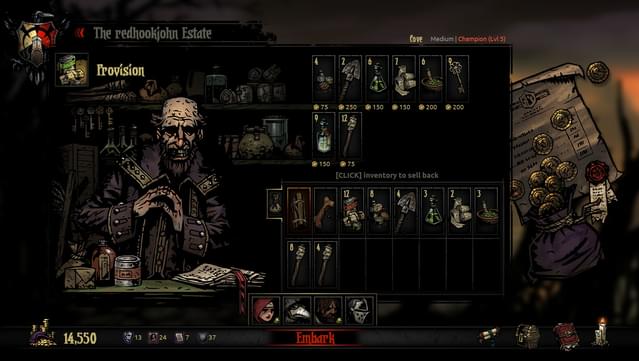 The redhookjohn Estate
Cove Medium | Champion (Lvl 5)
Provision
4 2 6 7 6
75 250 150 150 200 200
9 12
150 75
[CLICK] inventory to sell back
12 8 4 3 2 3
8 4
14,550 13 24 7 37
Embark